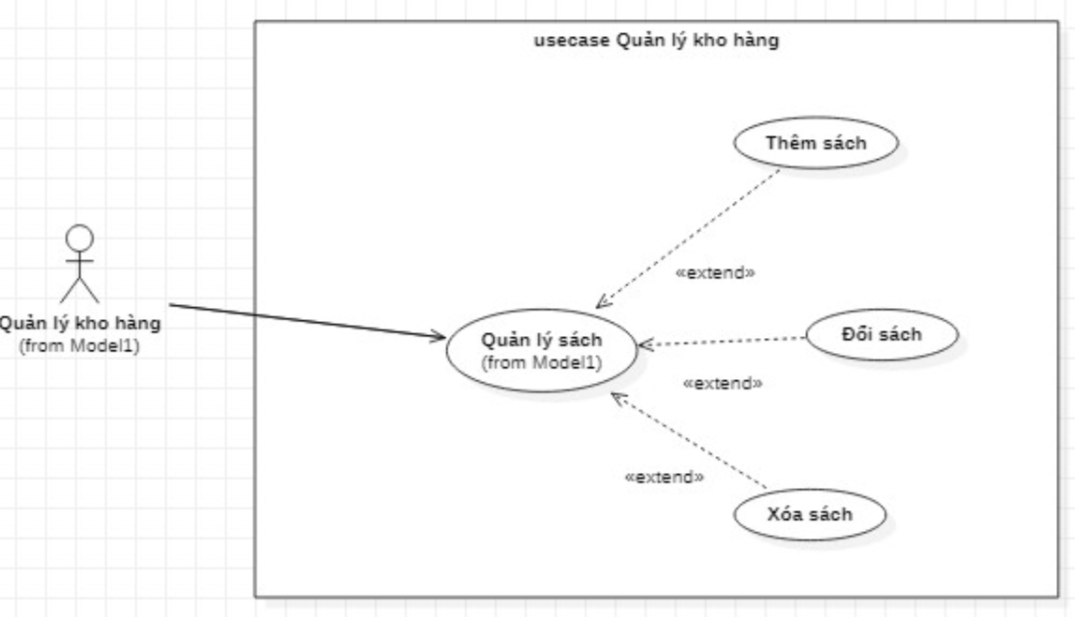 usecase Quản lý kho hàng
Thêm sách
«extend»
Quản lý kho hàng
(from Model1)
Quản lý sách
(from Model1)
Đổi sách
«extend»
«extend»
Xóa sách